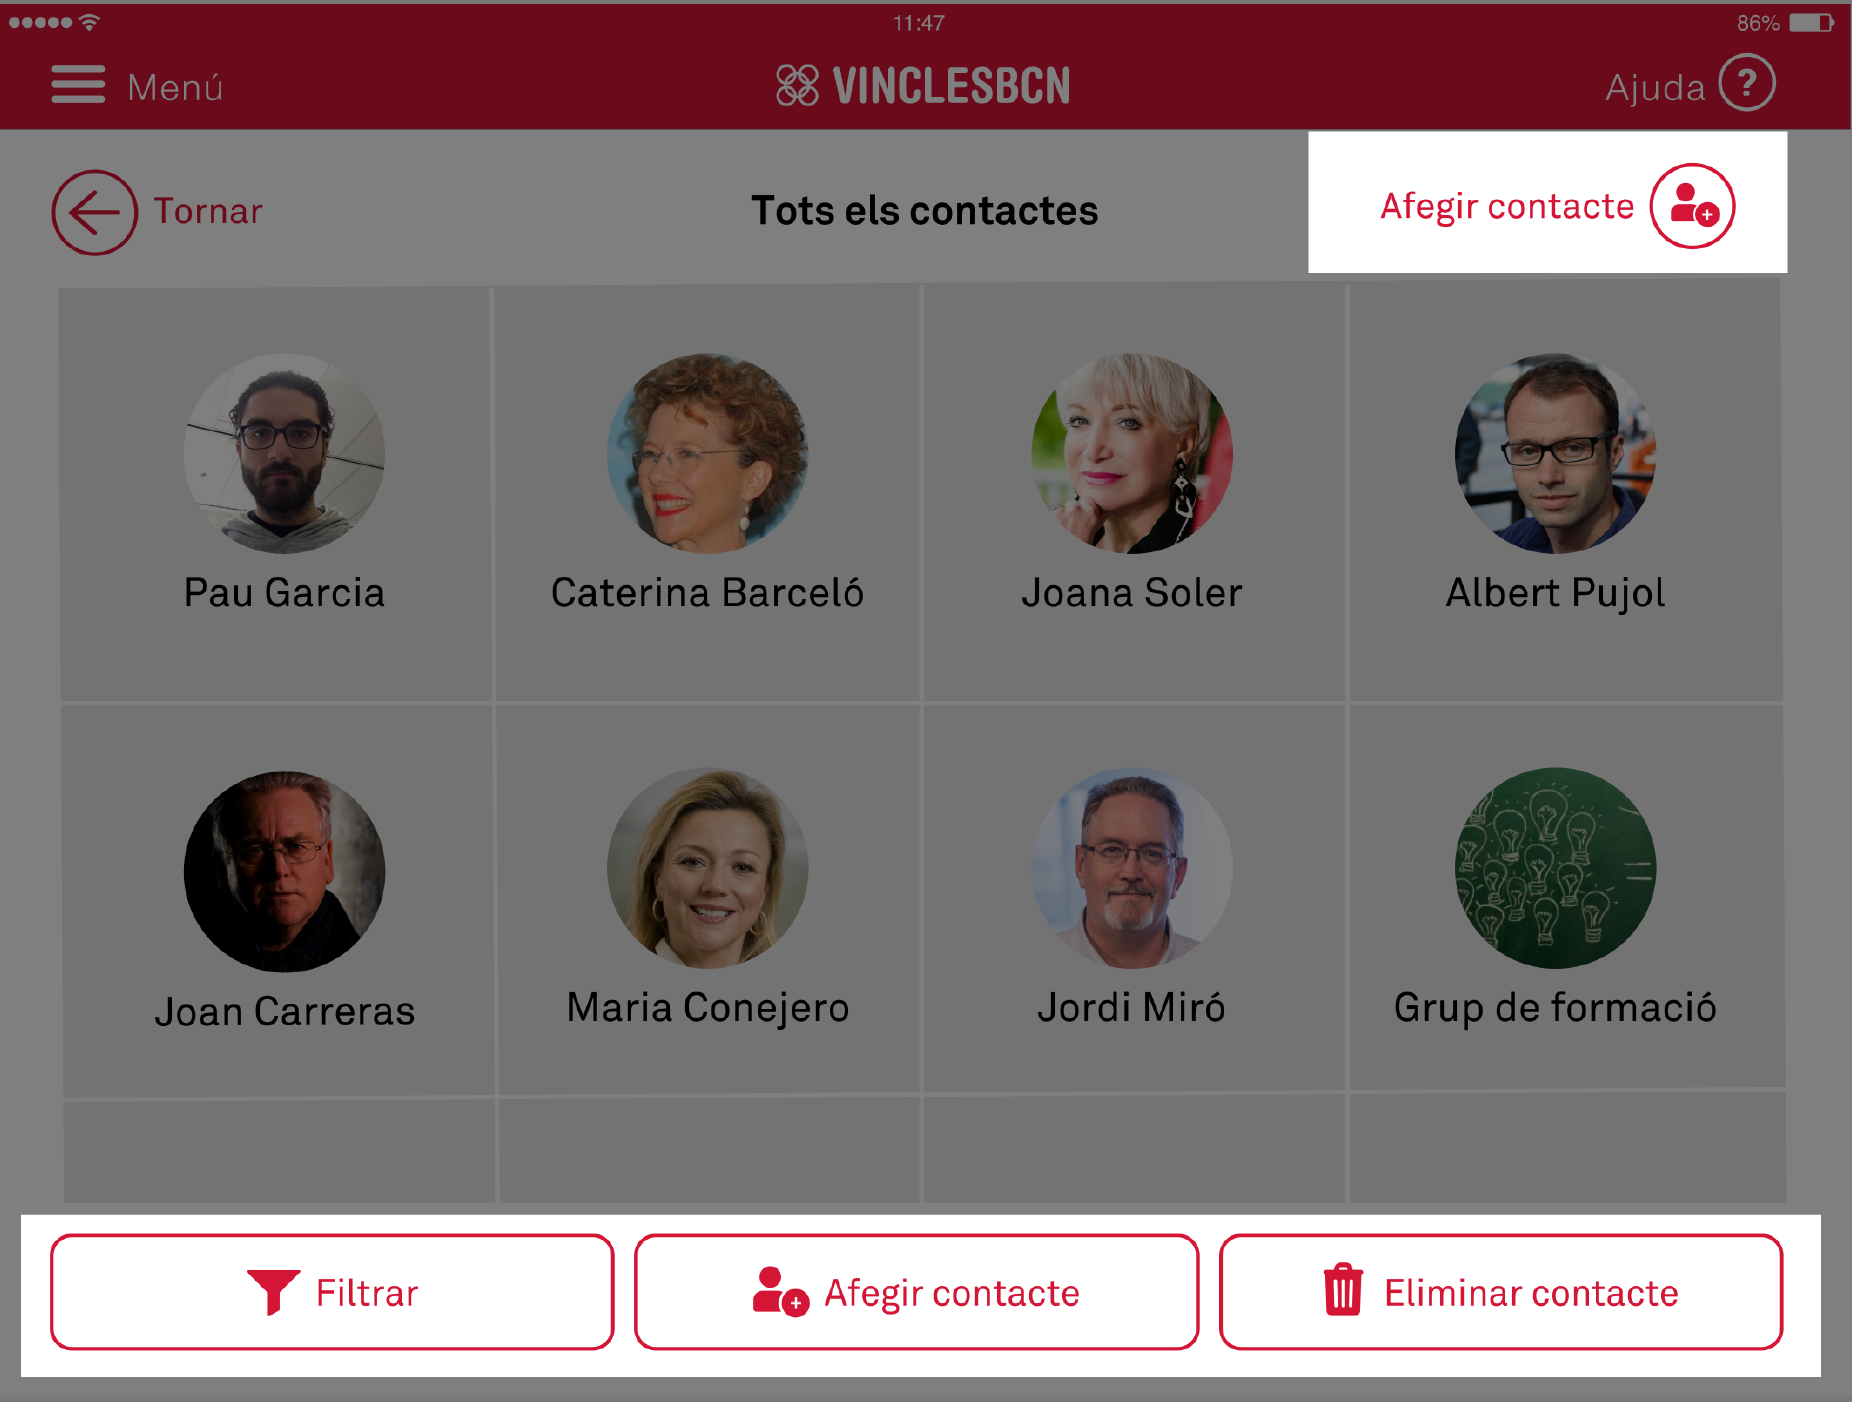 11:47
86%
Menú
VINCLESBCN
Ajuda ?
Tornar
Tots els contactes
Afegir contacte
Pau Garcia
Caterina Barceló
Joana Soler
Albert Pujol
Joan Carreras
Maria Conejero
Jordi Miró
Grup de formació
Filtrar
Afegir contacte
Eliminar contacte